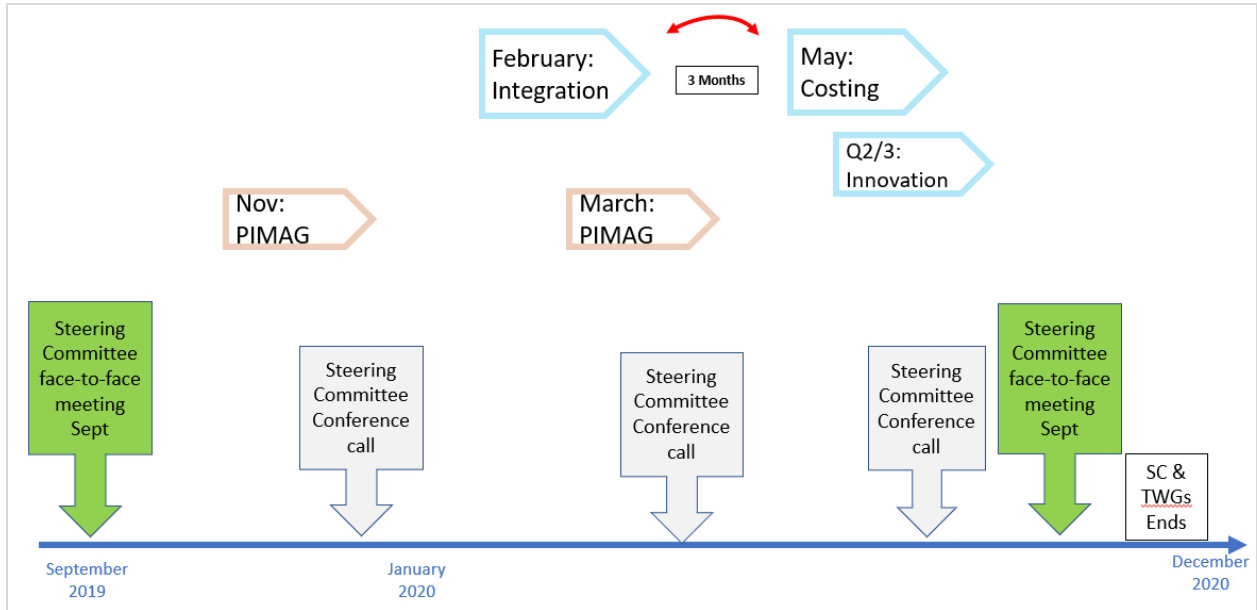 February:
Integration
3 Months
May:
Costing
Q2/3:
Innovation
Nov:
PIMAG
March:
PIMAG
Steering
Committee
face-to-face
meeting
Sept
Steering
Committee
Conference
call
Steering
Committee
Conference
call
Steering
Committee
Conference
call
Steering
Committee
face-to-face
meeting
Sept
SC &
TWGs
Ends
September
2019
January
2020
December
2020